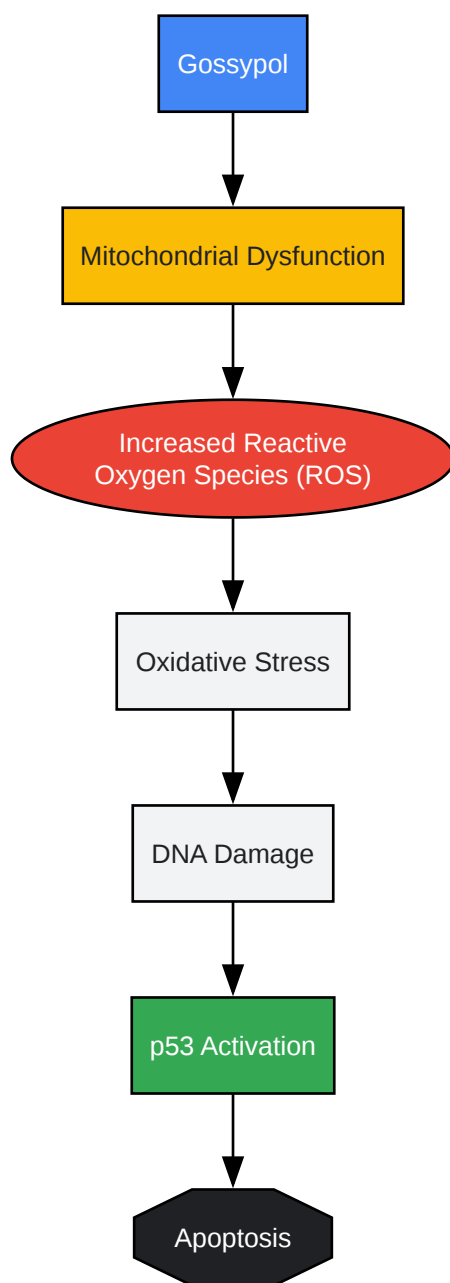 Gossypol
Mitochondrial Dysfunction
Increased Reactive
Oxygen Species (ROS)
Oxidative Stress
DNA Damage
p53 Activation
Apoptosis